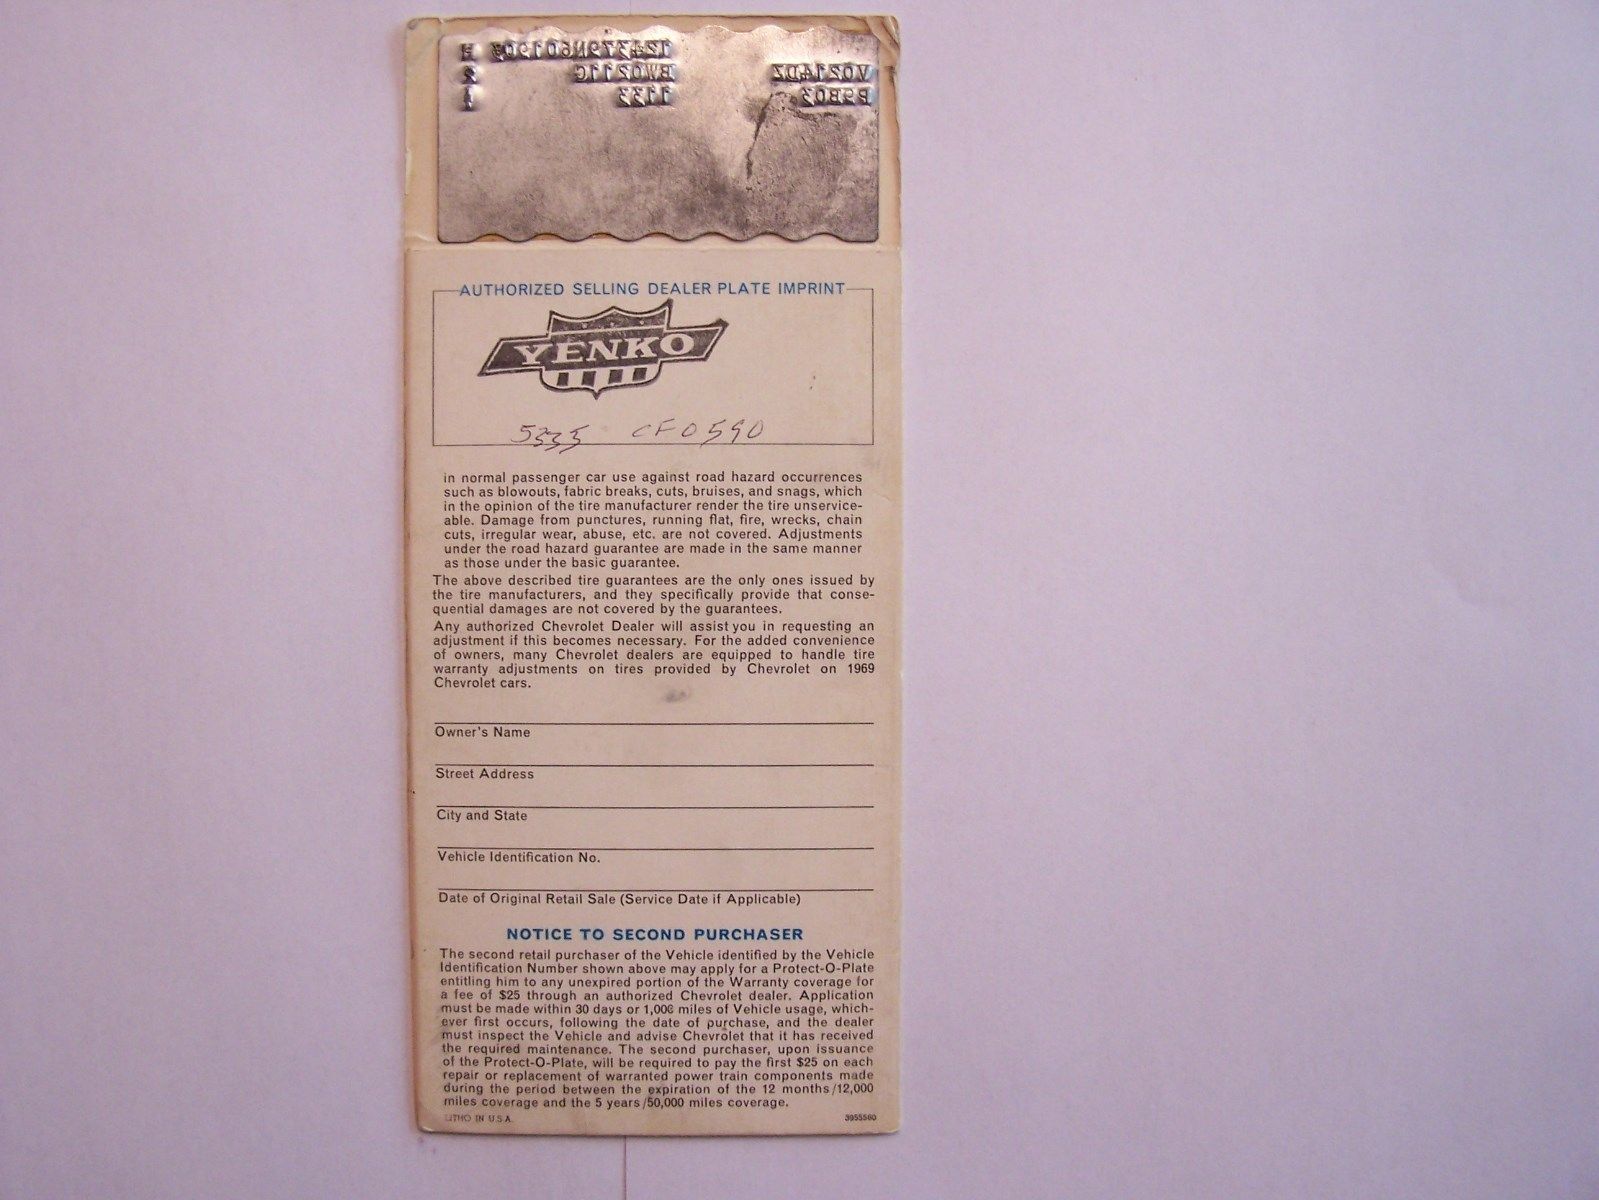 H
V0214DZ BW0211C 2
B9B03 1133 1
AUTHORIZED SELLING DEALER PLATE IMPRINT
YENKO
5335 CF0590
in normal passenger car use against road hazard occurrences
such as blowouts, fabric breaks, cuts, bruises, and snags, which
in the opinion of the tire manufacturer render the tire unservice-
able. Damage from punctures, running flat, fire, wrecks, chain
cuts, irregular wear, abuse, etc. are not covered. Adjustments
under the road hazard guarantee are made in the same manner
as those under the basic guarantee.
The above described tire guarantees are the only ones issued by
the tire manufacturers, and they specifically provide that conse-
quential damages are not covered by the guarantees.
Any authorized Chevrolet Dealer will assist you in requesting an
adjustment if this becomes necessary. For the added convenience
of owners, many Chevrolet dealers are equipped to handle tire
warranty adjustments on tires provided by Chevrolet on 1969
Chevrolet cars.
Owner's Name
Street Address
City and State
Vehicle Identification No.
Date of Original Retail Sale (Service Date if Applicable)
NOTICE TO SECOND PURCHASER
The second retail purchaser of the Vehicle identified by the Vehicle
Identification Number shown above may apply for a Protect-O-Plate
entitling him to any unexpired portion of the Warranty coverage for
a fee of $25 through an authorized Chevrolet dealer. Application
must be made within 30 days or 1,000 miles of Vehicle usage, which-
ever first occurs, following the date of purchase, and the dealer
must inspect the Vehicle and advise Chevrolet that it has received
the required maintenance. The second purchaser, upon issuance
of the Protect-O-Plate, will be required to pay the first $25 on each
repair or replacement of warranted power train components made
during the period between the expiration of the 12 months/12,000
miles coverage and the 5 years/50,000 miles coverage.
LITHO IN U.S.A. 3955560